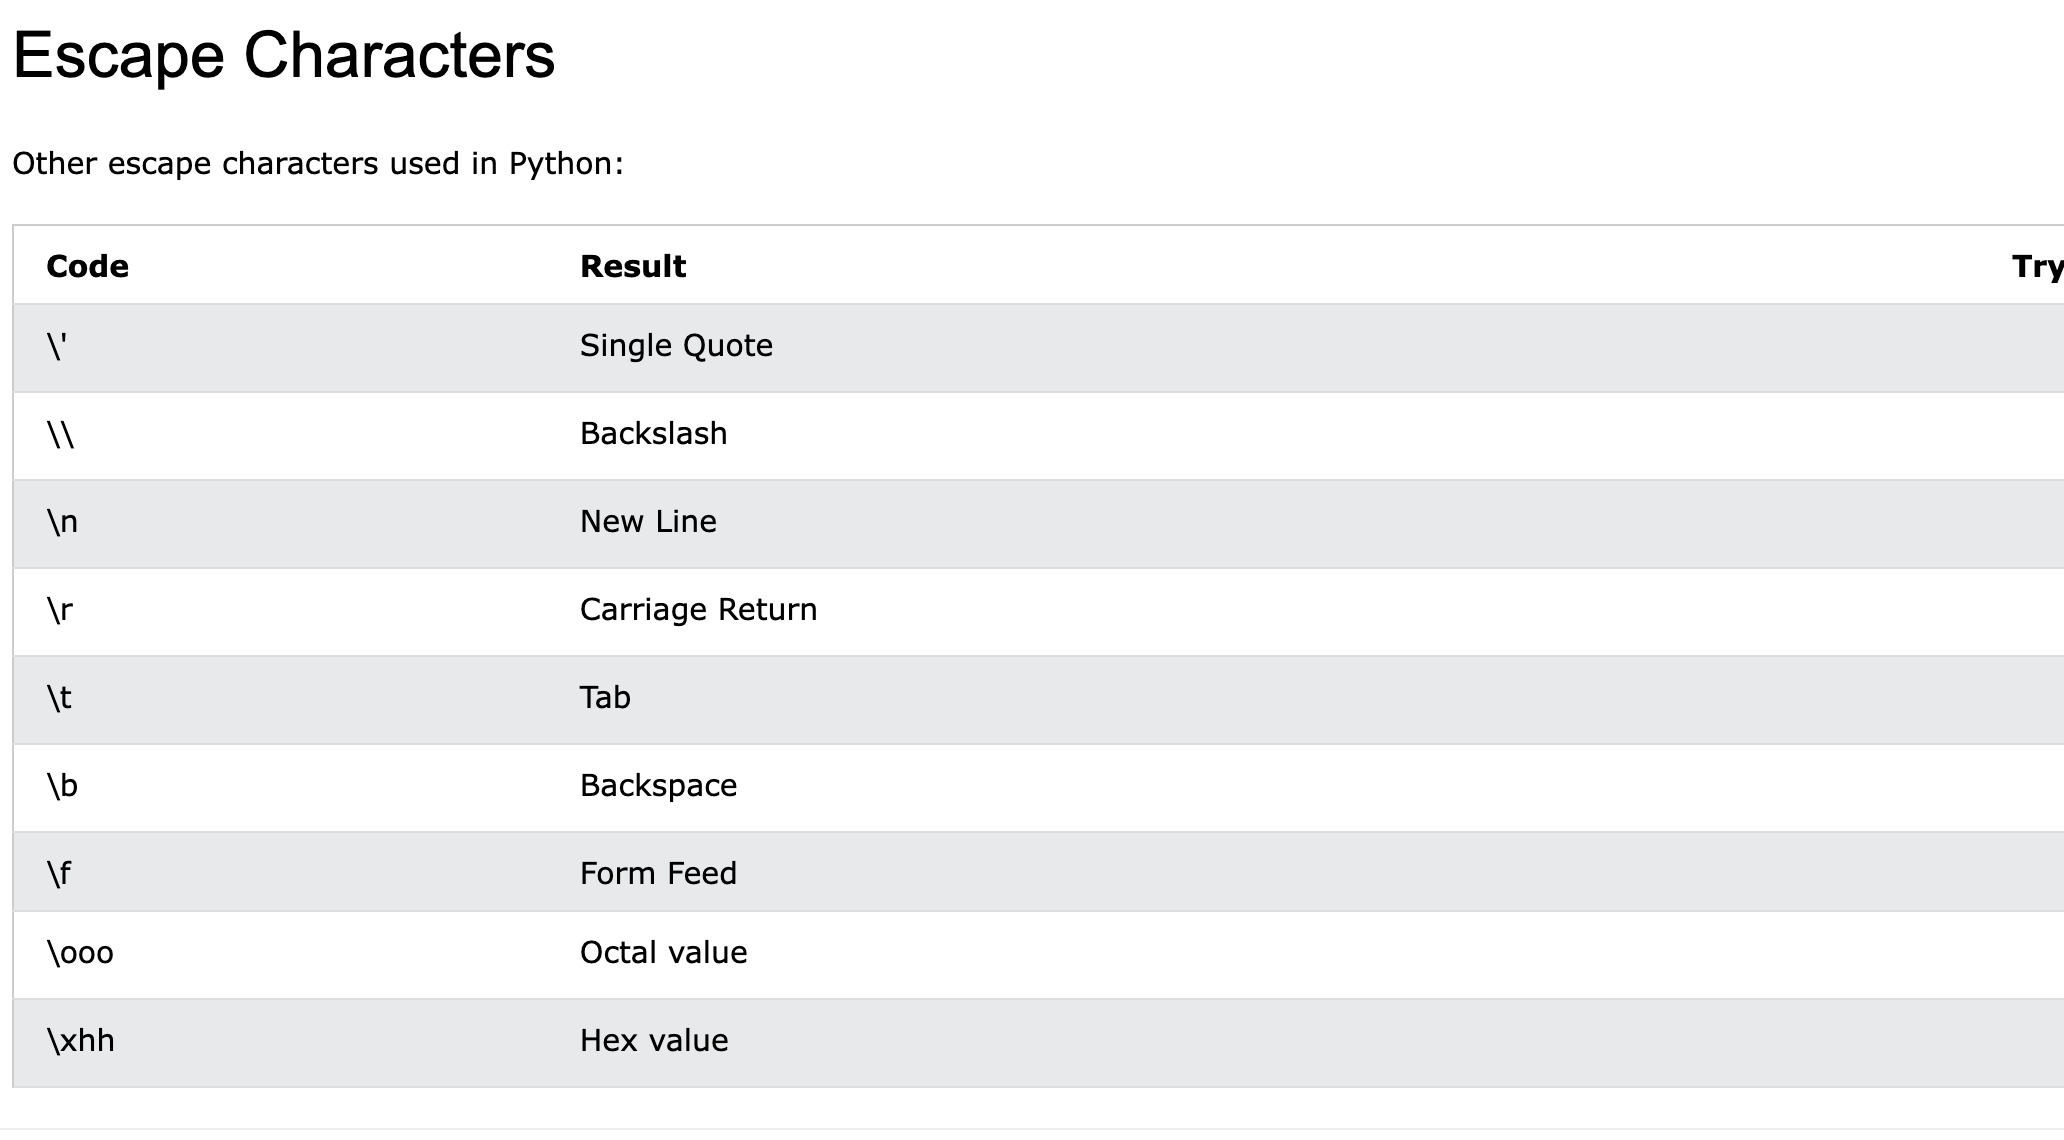 Escape Characters
Other escape characters used in Python:
Code Result Try
\' Single Quote
\\ Backslash
\n New Line
\r Carriage Return
\t Tab
\b Backspace
\f Form Feed
\ooo Octal value
\xhh Hex value